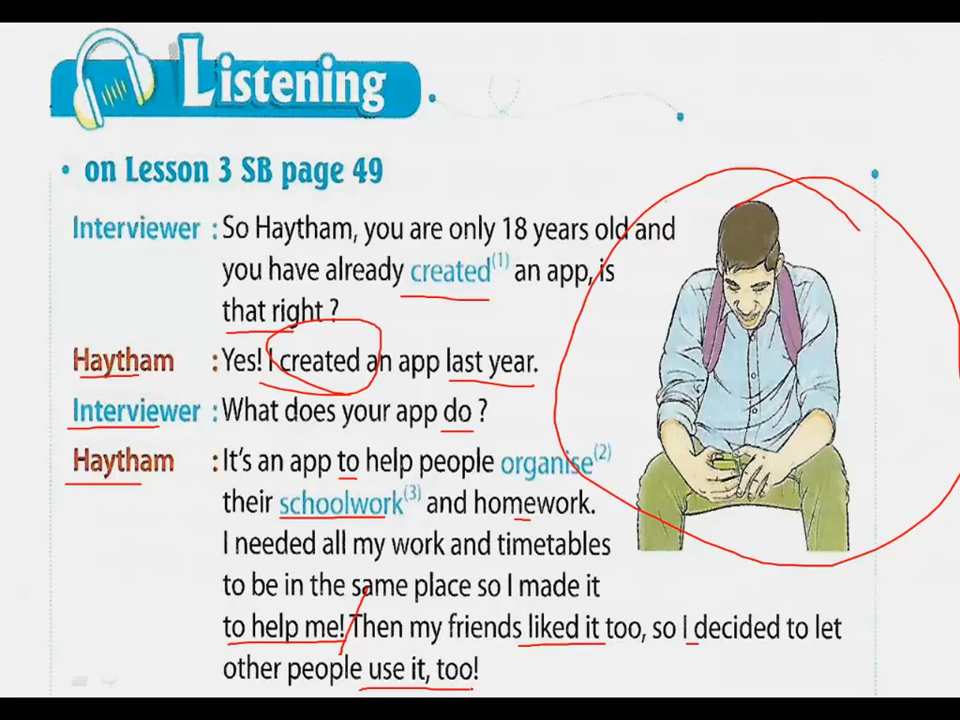 Listening
• on Lesson 3 SB page 49
Interviewer : So Haytham, you are only 18 years old and
you have already created(1) an app, is
that right ?
Haytham : Yes! I created an app last year.
Interviewer : What does your app do ?
Haytham : It's an app to help people organise(2)
their schoolwork(3) and homework.
I needed all my work and timetables
to be in the same place so I made it
to help me! Then my friends liked it too, so I decided to let
other people use it, too!